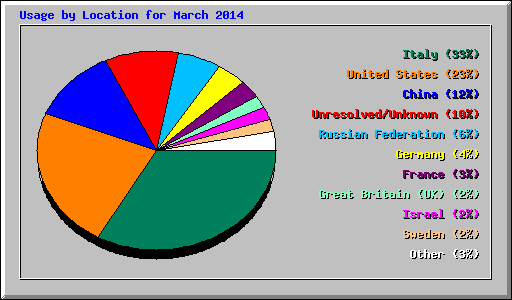 Usage by Location for March 2014
Italy (33%)
United States (23%)
China (12%)
Unresolved/Unknown (10%)
Russian Federation (6%)
Germany (4%)
France (3%)
Great Britain (UK) (2%)
Israel (2%)
Sweden (2%)
Other (3%)